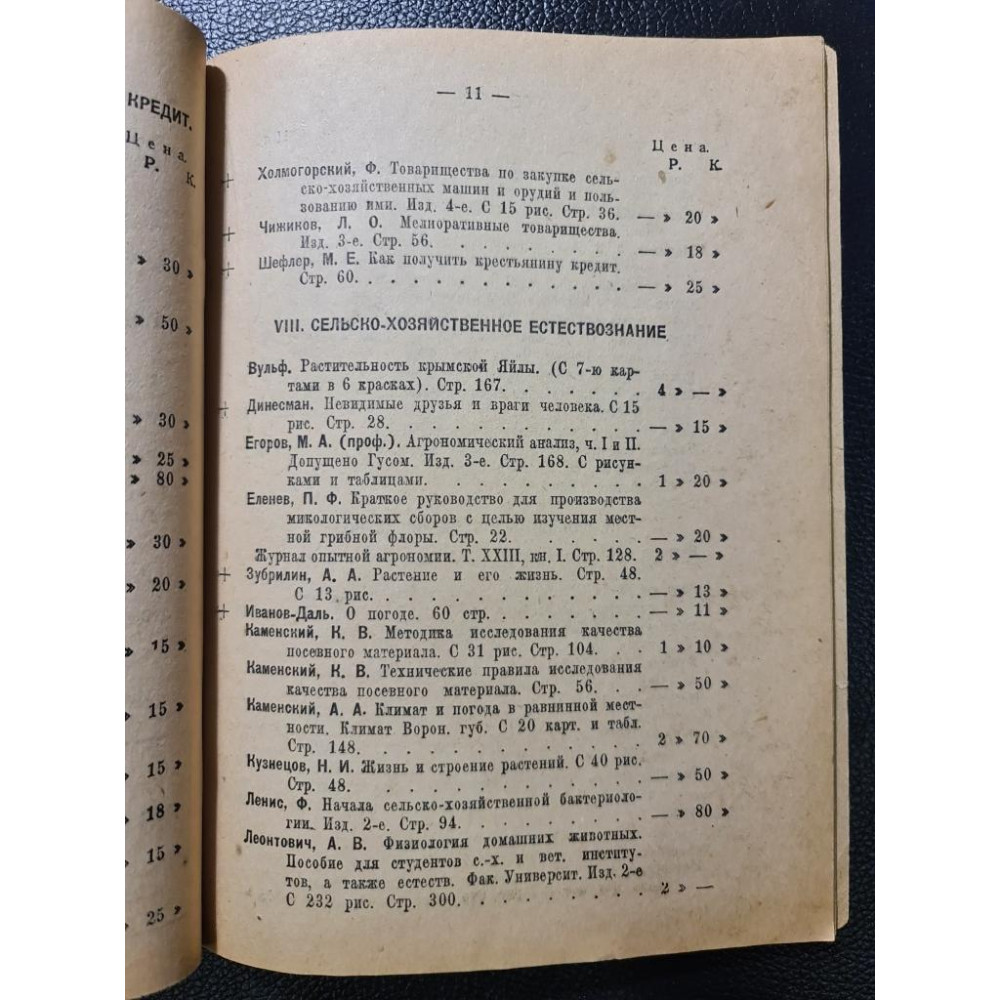 КРЕДИТ.
Цена.
Р. К.
» 30 »
» 50 »
» 30 »
» 25 »
» 80 »
» 30 »
» 20 »
» 15 »
» 15 »
» 15 »
» 18 »
» 15 »
» 25 »
— 11 —
Цена.
Р. К.
+ Холмогорский, Ф. Товарищества по закупке сель-
ско-хозяйственных машин и орудий и поль-
зованию ими. Изд. 4-е. С 15 рис. Стр. 36. — » 20 »
+ Чижиков, Л. О. Мелиоративные товарищества.
Изд. 3-е. Стр. 56. . . . . . . . . — » 18 »
+ Шефлер, М. Е. Как получить крестьянину кредит.
Стр. 60. . . . . . . . . . . . . — » 25 »
VIII. СЕЛЬСКО-ХОЗЯЙСТВЕННОЕ ЕСТЕСТВОЗНАНИЕ
Вульф. Растительность крымской Яйлы. (С 7-ю кар-
тами в 6 красках). Стр. 167. . . . . . . 4 » — »
+ Динесман. Невидимые друзья и враги человека. С 15
рис. Стр. 28. . . . . . . . . . . — » 15 »
Егоров, М. А. (проф.). Агрономический анализ, ч. I и II.
Допущено Гусом. Изд. 3-е. Стр. 168. С рисун-
ками и таблицами. . . . . . . . . . 1 » 20 »
Еленев, П. Ф. Краткое руководство для производства
микологических сборов с целью изучения мест-
ной грибной флоры. Стр. 22. . . . . . — » 20 »
Журнал опытной агрономии. Т. XXIII, кн. I. Стр. 128. 2 » — »
+ Зубрилин, А. А. Растение и его жизнь. Стр. 48.
С 13 рис. . . . . . . . . . . . — » 13 »
+ Иванов-Даль. О погоде. 60 стр. . . . . . . . — » 11 »
Каменский, К. В. Методика исследования качества
посевного материала. С 31 рис. Стр. 104. . . 1 » 10 »
Каменский, К. В. Технические правила исследования
качества посевного материала. Стр. 56. . . — » 50 »
Каменский, А. А. Климат и погода в равнинной мест-
ности. Климат Ворон. губ. С 20 карт. и табл.
Стр. 148. . . . . . . . . . . . 2 » 70 »
Кузнецов, Н. И. Жизнь и строение растений. С 40 рис.
Стр. 48. . . . . . . . . . . . — » 50 »
Ленис, Ф. Начала сельско-хозяйственной бактериоло-
гии. Изд. 2-е. Стр. 94. . . . . . . . — » 80 »
Леонтович, А. В. Физиология домашних животных.
Пособие для студентов с.-х. и вет. институ-
тов, а также естеств. Фак. Университ. Изд. 2-е
С 232 рис. Стр. 300. . . . . . . . . 2 » —